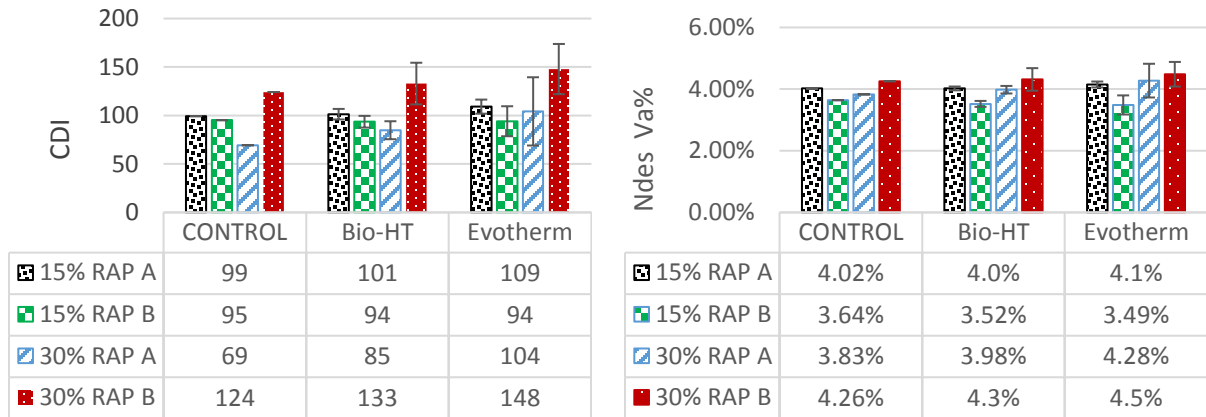 200
150
100
50
0
CDI
CONTROL Bio-HT Evotherm
15% RAP A 99 101 109
15% RAP B 95 94 94
30% RAP A 69 85 104
30% RAP B 124 133 148
6.00%
4.00%
2.00%
0.00%
Ndes Va%
CONTROL Bio-HT Evotherm
15% RAP A 4.02% 4.0% 4.1%
15% RAP B 3.64% 3.52% 3.49%
30% RAP A 3.83% 3.98% 4.28%
30% RAP B 4.26% 4.3% 4.5%